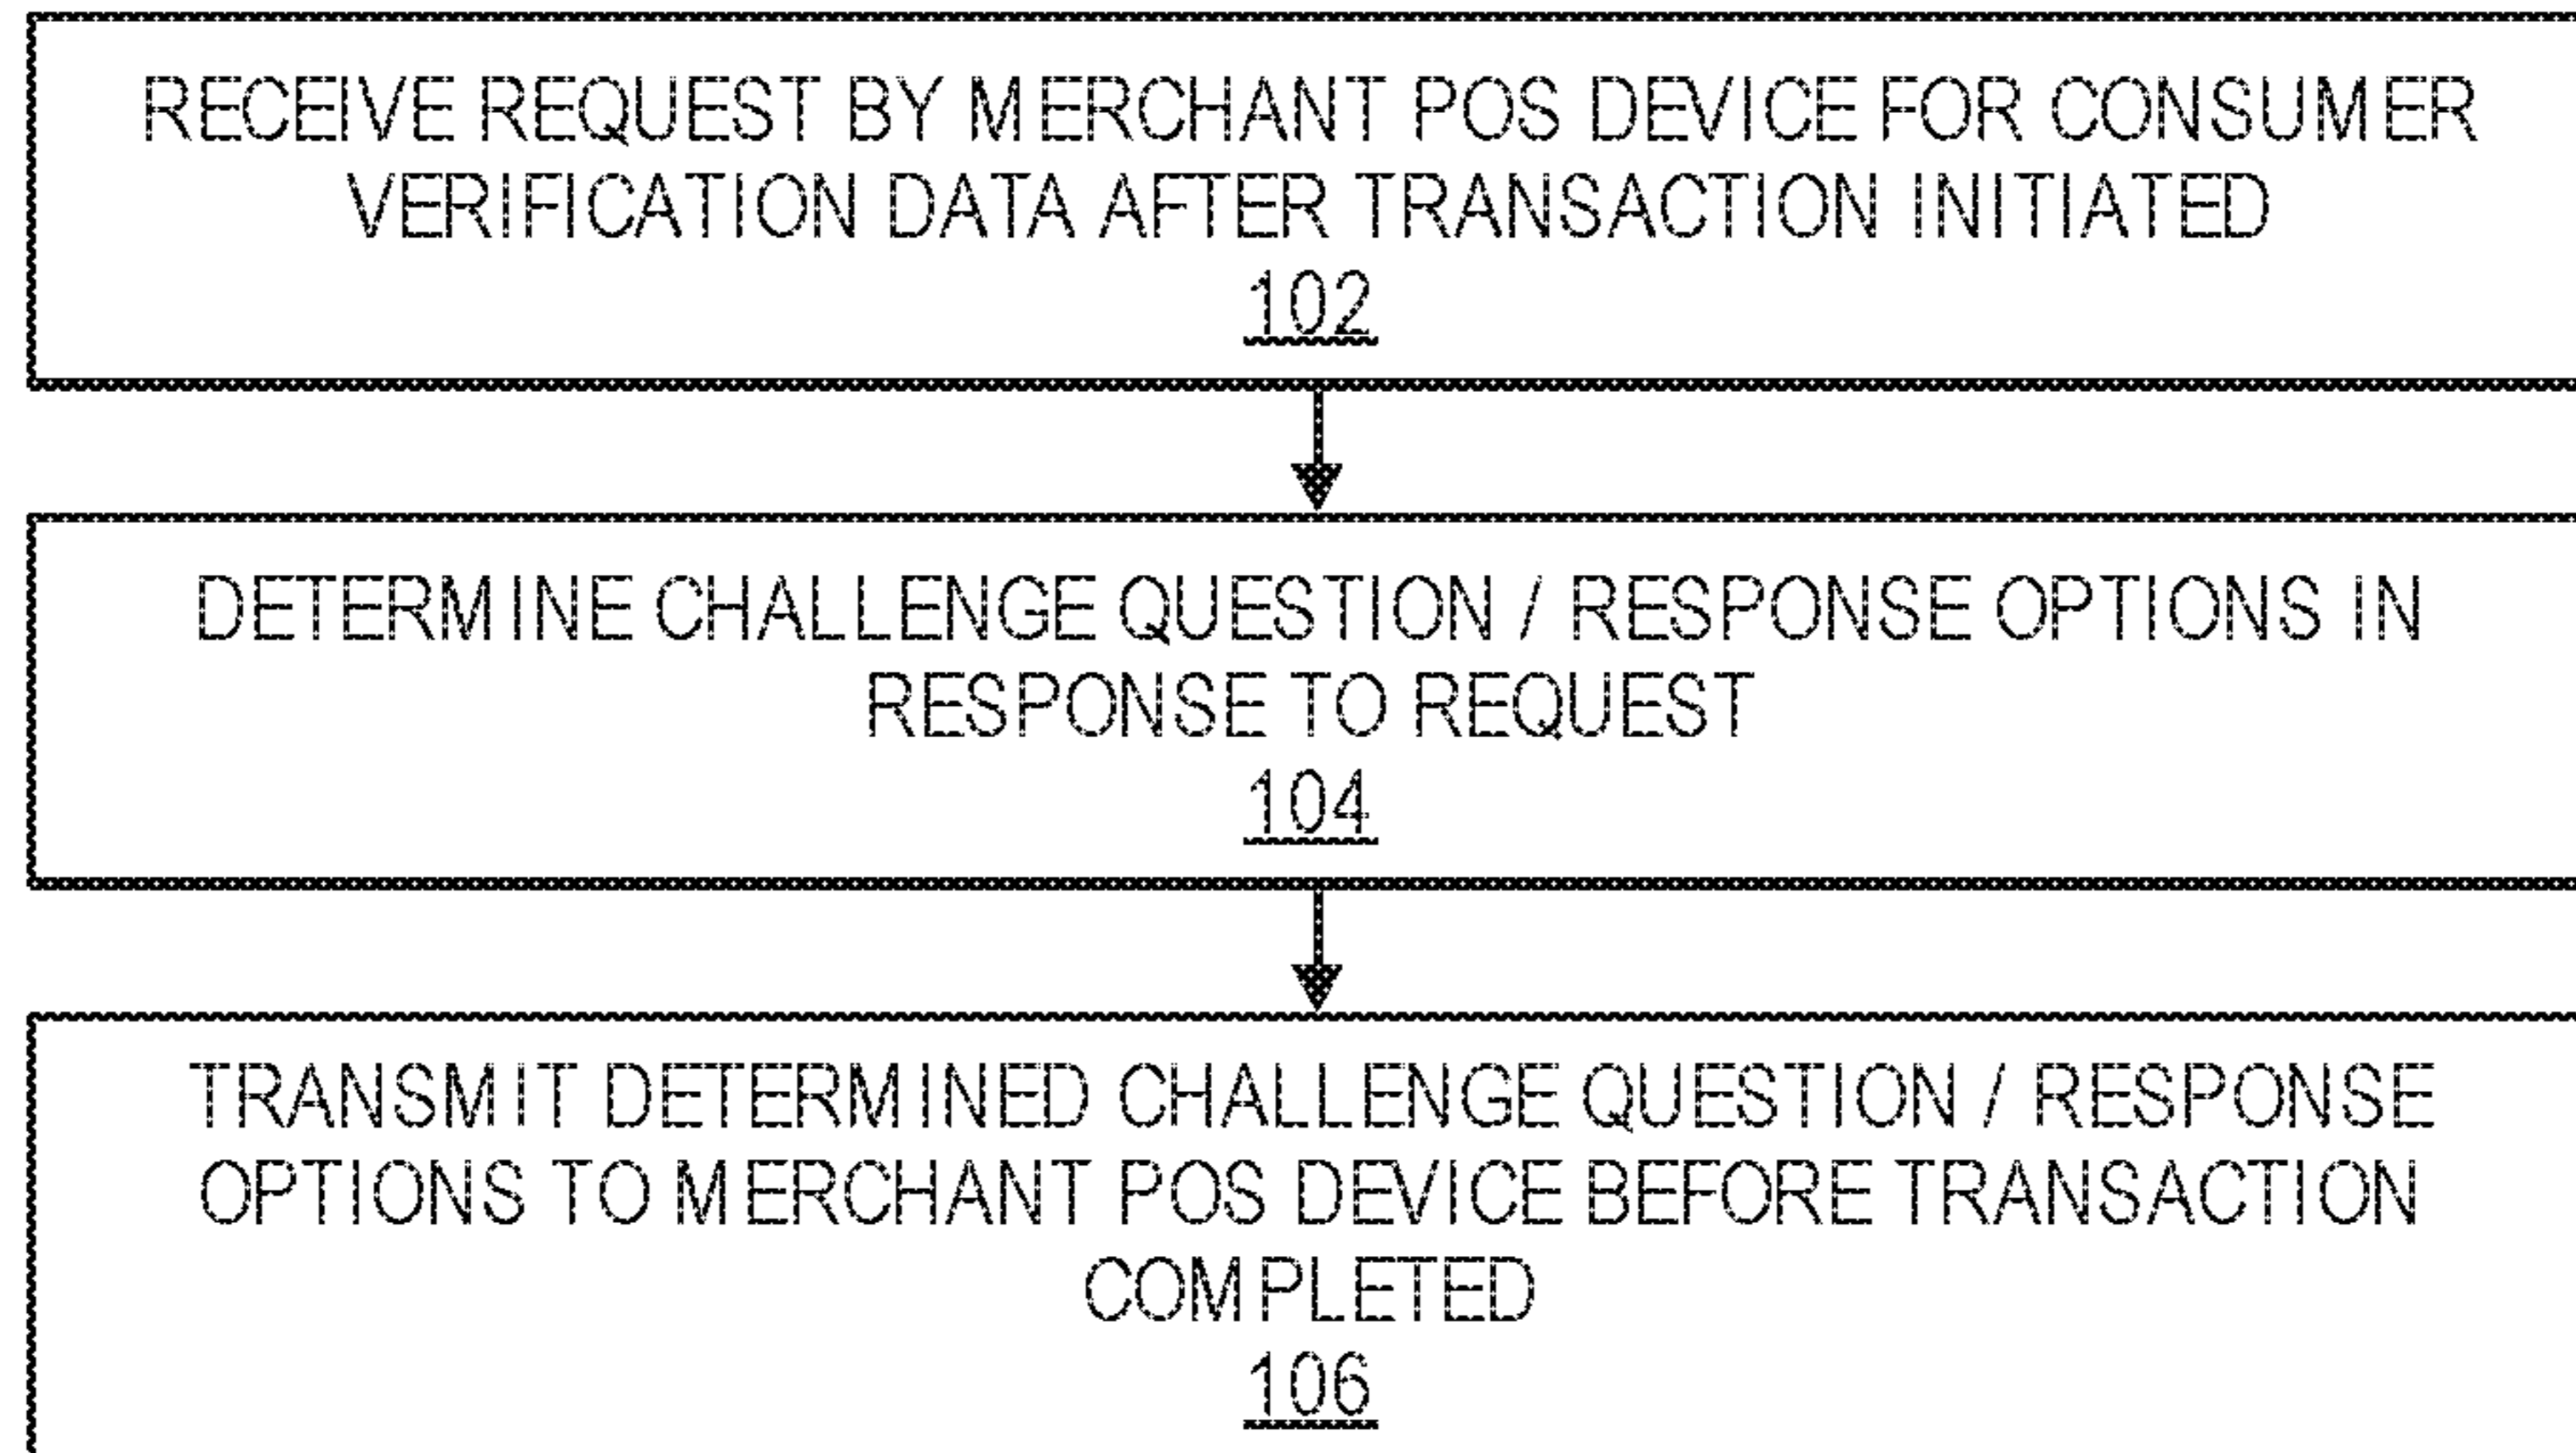 RECEIVE REQUEST BY MERCHANT POS DEVICE FOR CONSUMER
VERIFICATION DATA AFTER TRANSACTION INITIATED
102
DETERMINE CHALLENGE QUESTION / RESPONSE OPTIONS IN
RESPONSE TO REQUEST
104
TRANSMIT DETERMINED CHALLENGE QUESTION / RESPONSE
OPTIONS TO MERCHANT POS DEVICE BEFORE TRANSACTION
COMPLETED
106